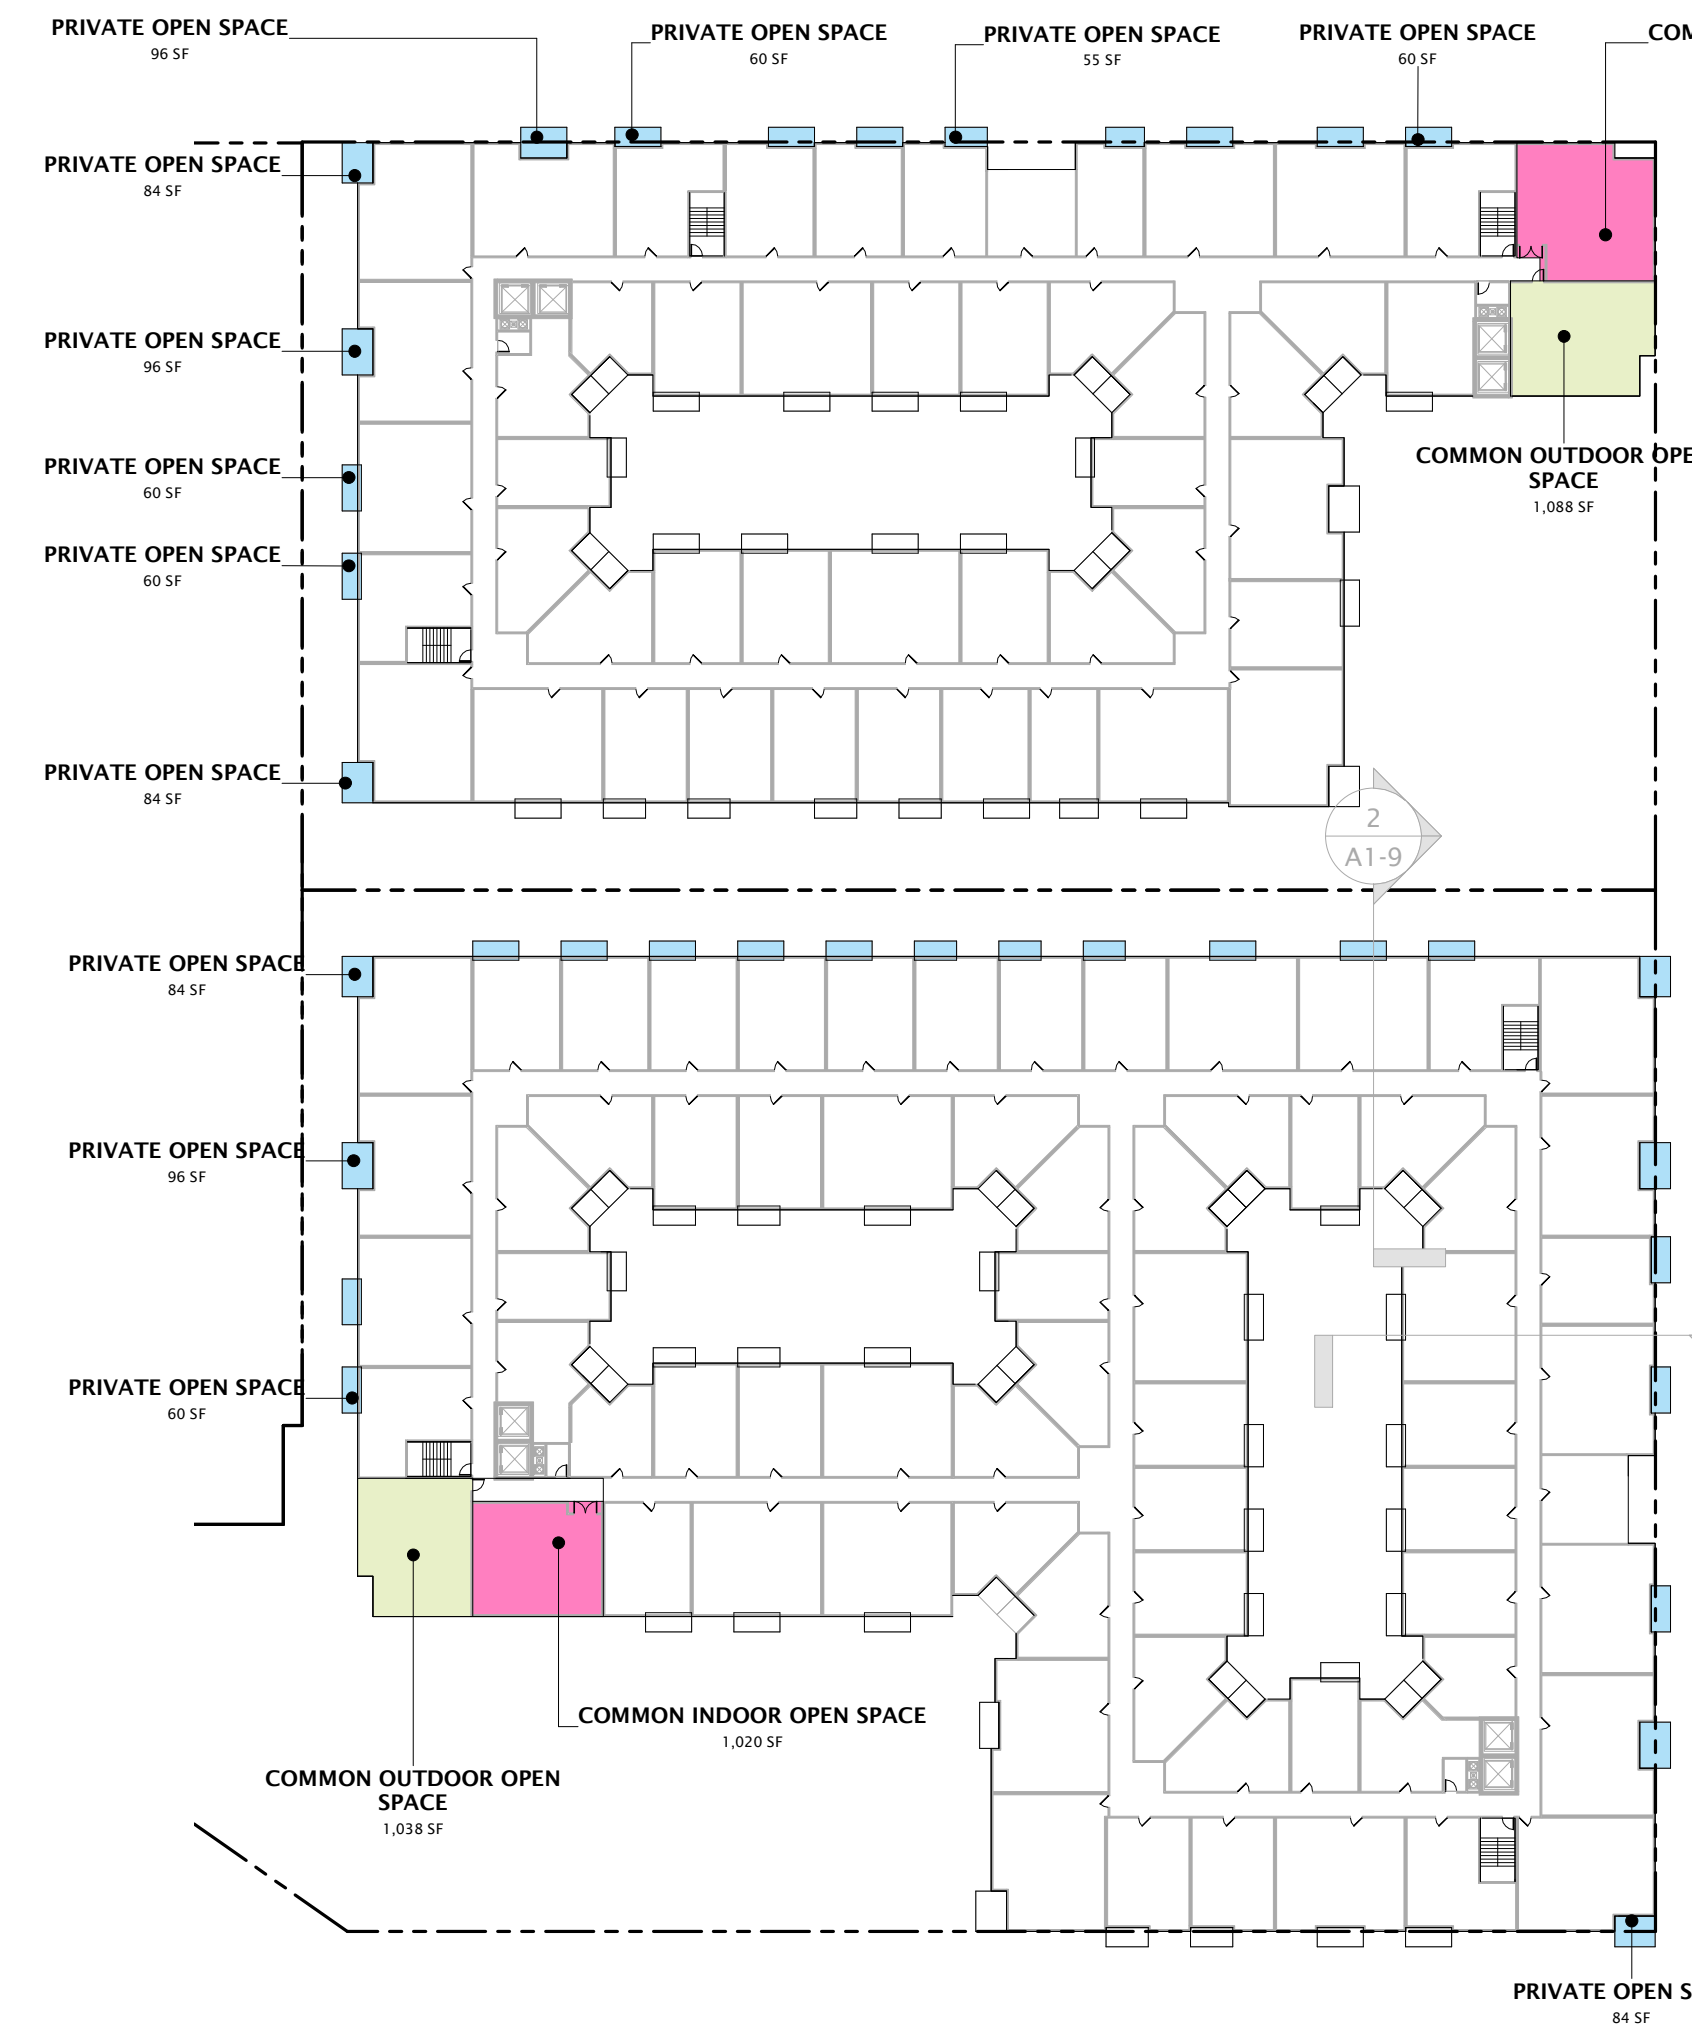 PRIVATE OPEN SPACE
96 SF
PRIVATE OPEN SPACE
60 SF
PRIVATE OPEN SPACE
55 SF
PRIVATE OPEN SPACE
60 SF
COM
PRIVATE OPEN SPACE
84 SF
PRIVATE OPEN SPACE
96 SF
COMMON OUTDOOR OPE
SPACE
1,088 SF
PRIVATE OPEN SPACE
60 SF
PRIVATE OPEN SPACE
60 SF
PRIVATE OPEN SPACE
84 SF
2
A1-9
PRIVATE OPEN SPACE
84 SF
PRIVATE OPEN SPACE
96 SF
PRIVATE OPEN SPACE
60 SF
COMMON INDOOR OPEN SPACE
1,020 SF
COMMON OUTDOOR OPEN
SPACE
1,038 SF
PRIVATE OPEN S
84 SF